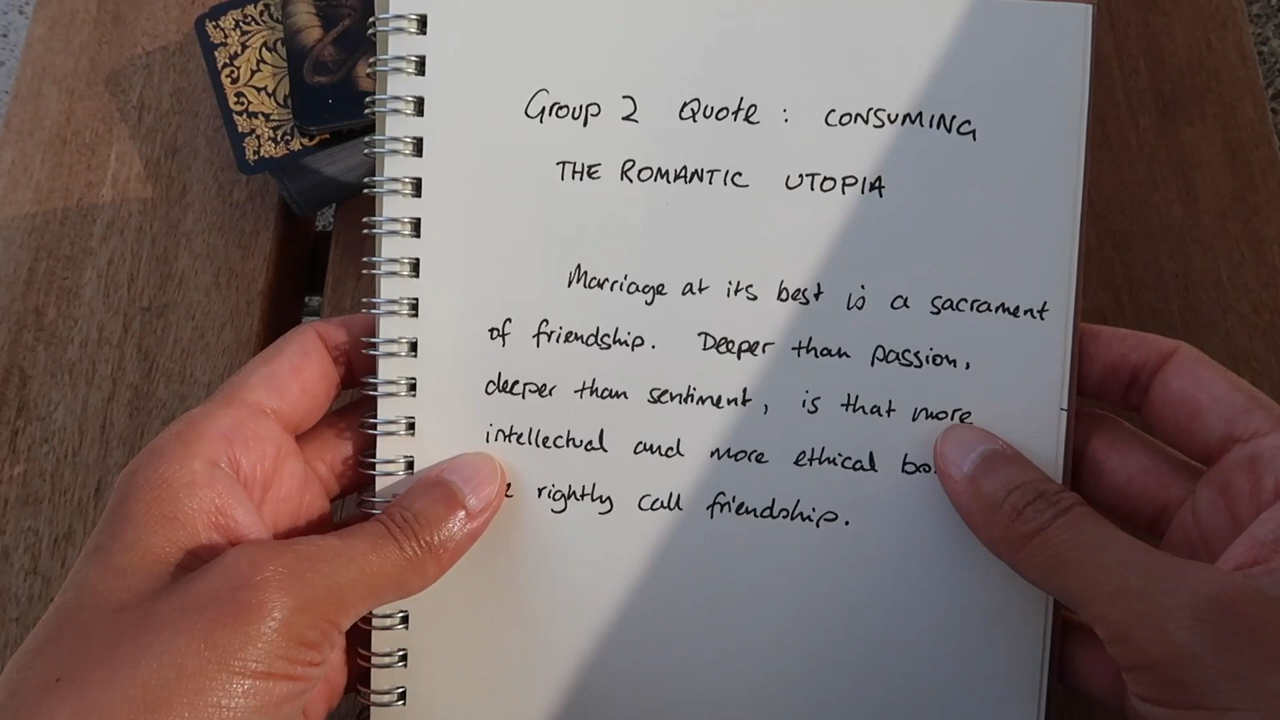 Group 2 Quote : CONSUMING
THE ROMANTIC UTOPIA
Marriage at its best is a sacrament
of friendship. Deeper than passion,
deeper than sentiment, is that more
intellectual and more ethical
rightly call friendship.